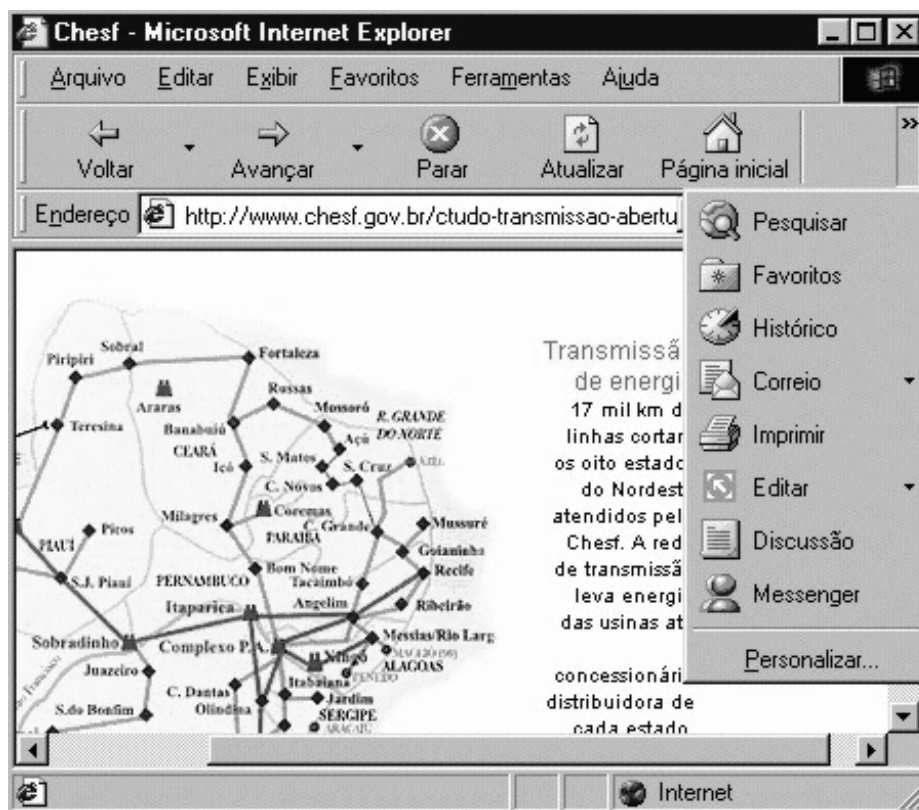 Chesf - Microsoft Internet Explorer
Arquivo Editar Exibir Favoritos Ferramentas Ajuda
Voltar Avançar Parar Atualizar Página inicial »
Endereço http://www.chesf.gov.br/ctudo-transmissao-abertu
Pesquisar
Favoritos
Histórico
Correio
Imprimir
Editar
Discussão
Messenger
Personalizar...
Piripiri
Sobral
Fortaleza
Araras
Russas
Teresina
Banabuiú
Mossoró
R. GRANDE
DO NORTE
CEARÁ
Açú
Icó
S. Matos
S. Cruz
C. Novos
Milagres
Coremas
C. Grande
Mussuré
PIAUÍ
Picos
PARAIBA
Goianinha
S.J. Piauí
PERNAMBUCO
Bom Nome
Tacaimbó
Recife
Itaparica
Angelim
Ribeirão
Sobradinho
Complexo P.A.
Messias/Rio Larg
Xingó
ALAGOAS
PENEDO
Juazeiro
C. Dantas
Itabaiana
Jardim
S.do Bonfim
Olindina
SERGIPE
ARACAJU
Transmissã
de energi
17 mil km d
linhas cortar
os oito estado
do Nordest
atendidos pel
Chesf. A red
de transmissã
leva energi
das usinas at
concessionári
distribuidora de
cada estado
Internet